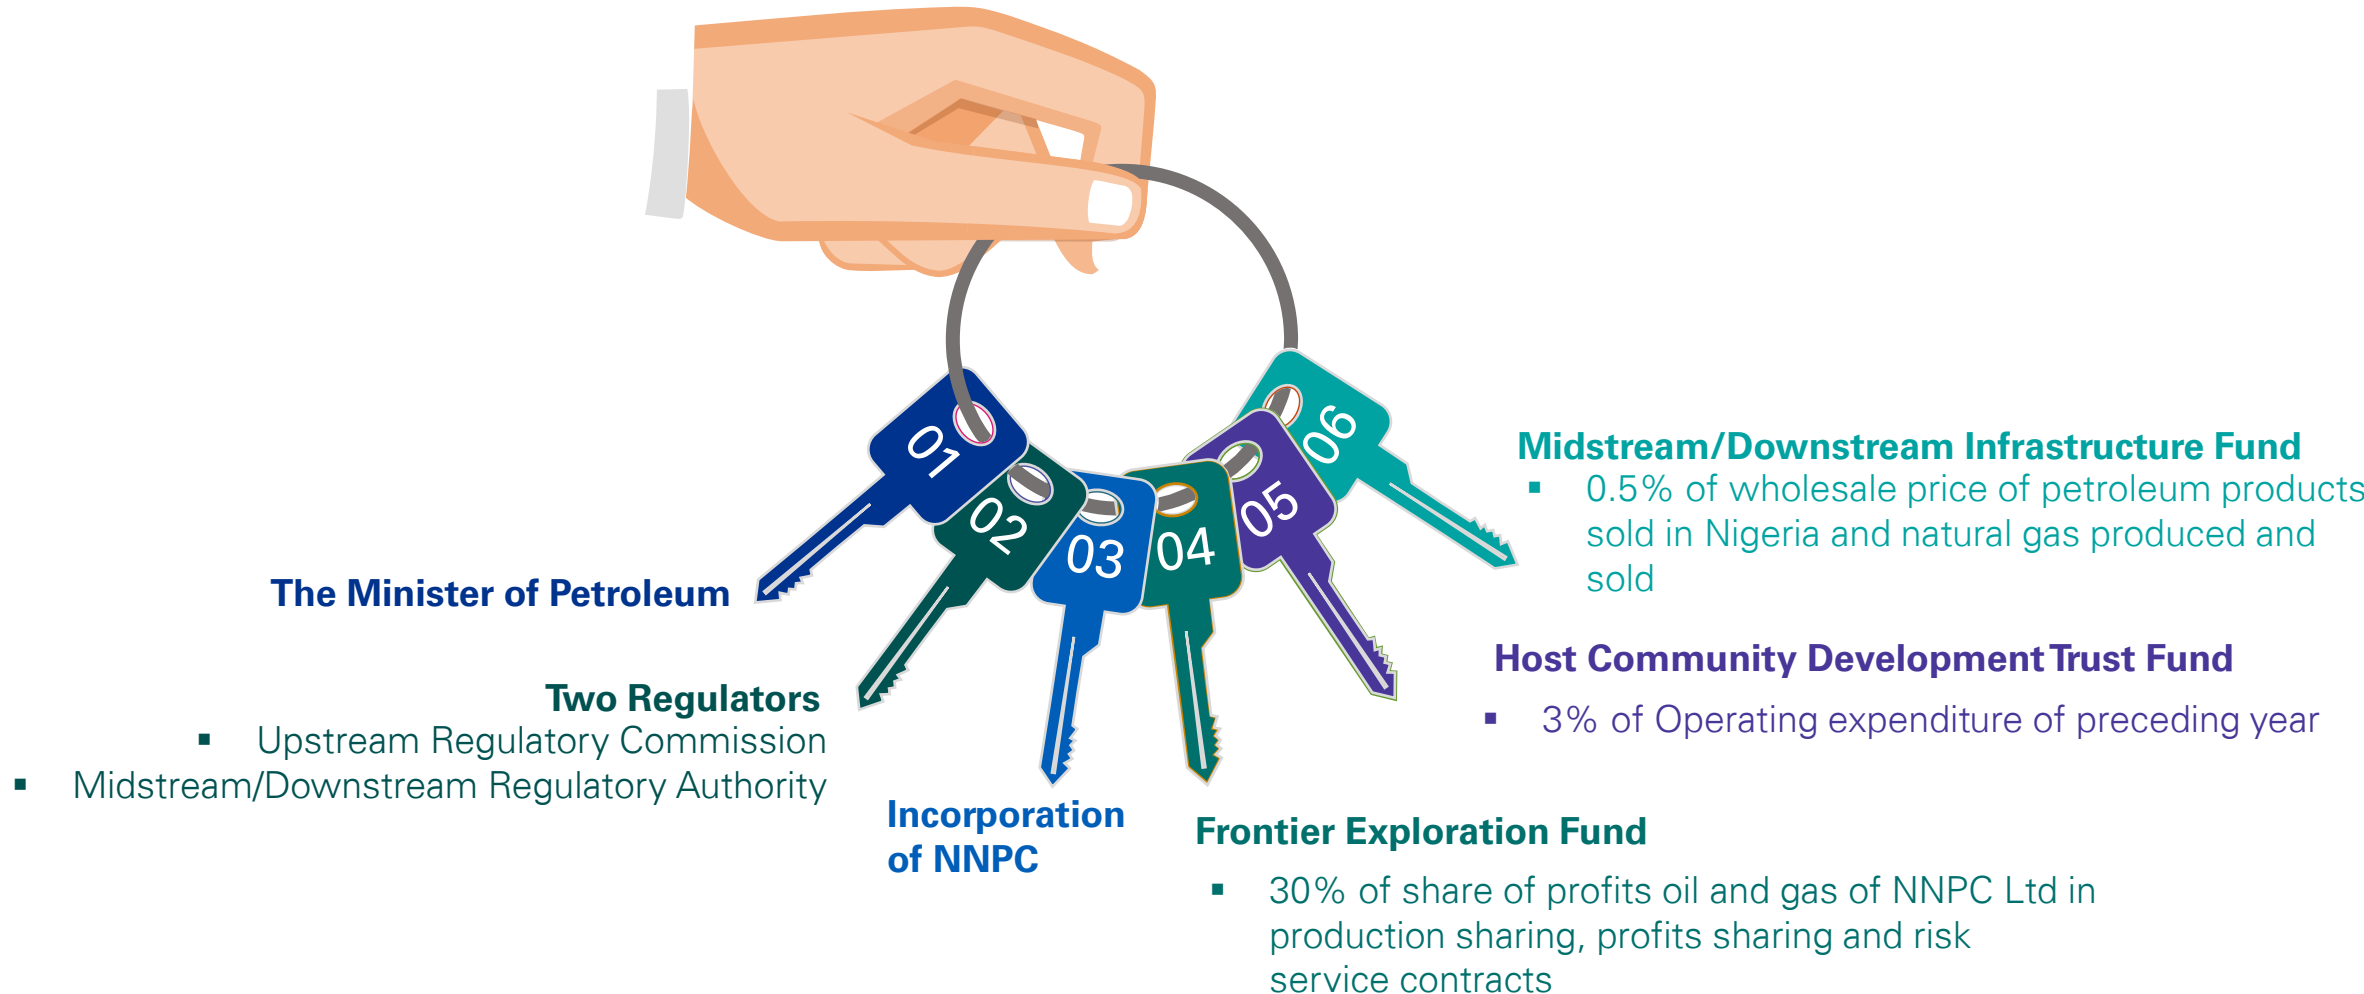 01
The Minister of Petroleum
02
Two Regulators
▪ Upstream Regulatory Commission
▪ Midstream/Downstream Regulatory Authority
03
Incorporation
of NNPC
04
Frontier Exploration Fund
▪ 30% of share of profits oil and gas of NNPC Ltd in
production sharing, profits sharing and risk
service contracts
05
Host Community Development Trust Fund
▪ 3% of Operating expenditure of preceding year
06
Midstream/Downstream Infrastructure Fund
▪ 0.5% of wholesale price of petroleum products
sold in Nigeria and natural gas produced and
sold